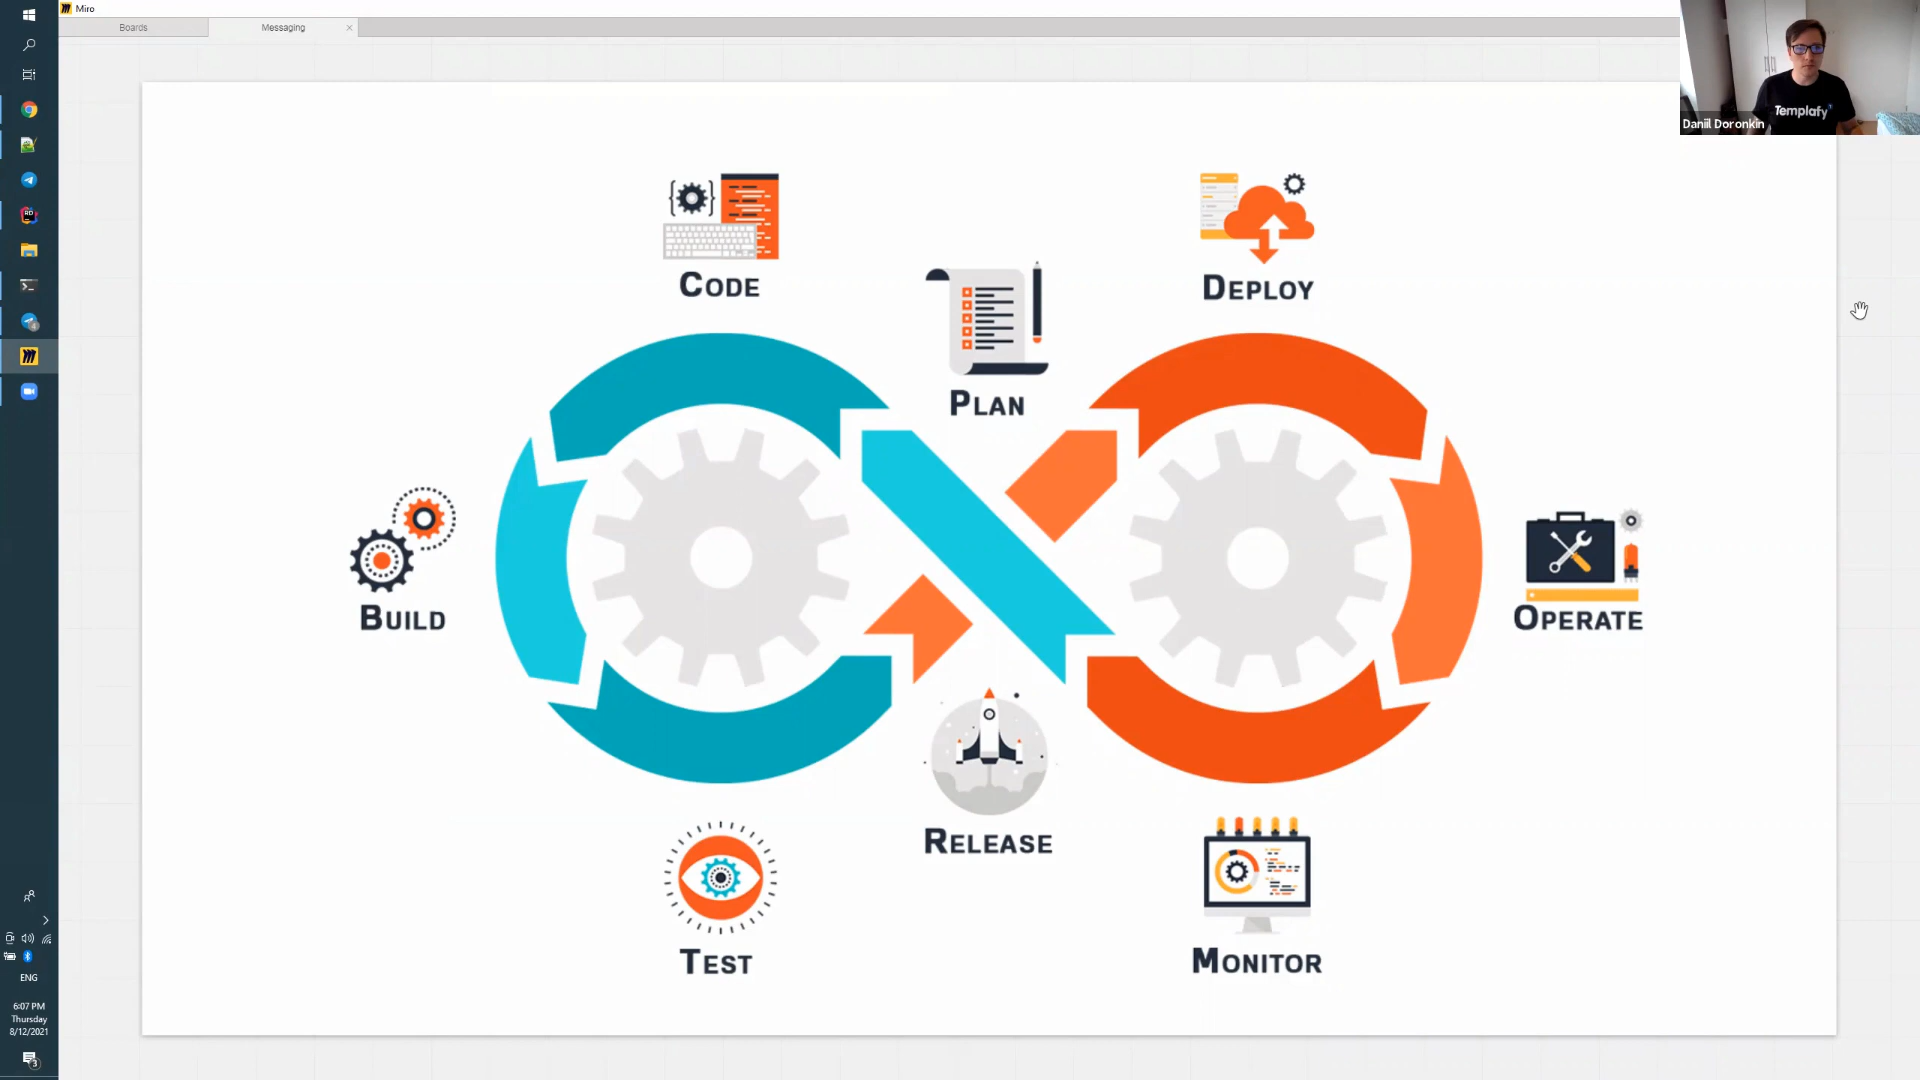 Miro
Boards
Messaging
Templafy
Daniil Doronkin
CODE
DEPLOY
PLAN
BUILD
OPERATE
RELEASE
TEST
MONITOR
ENG
6:07 PM
Thursday
8/12/2021